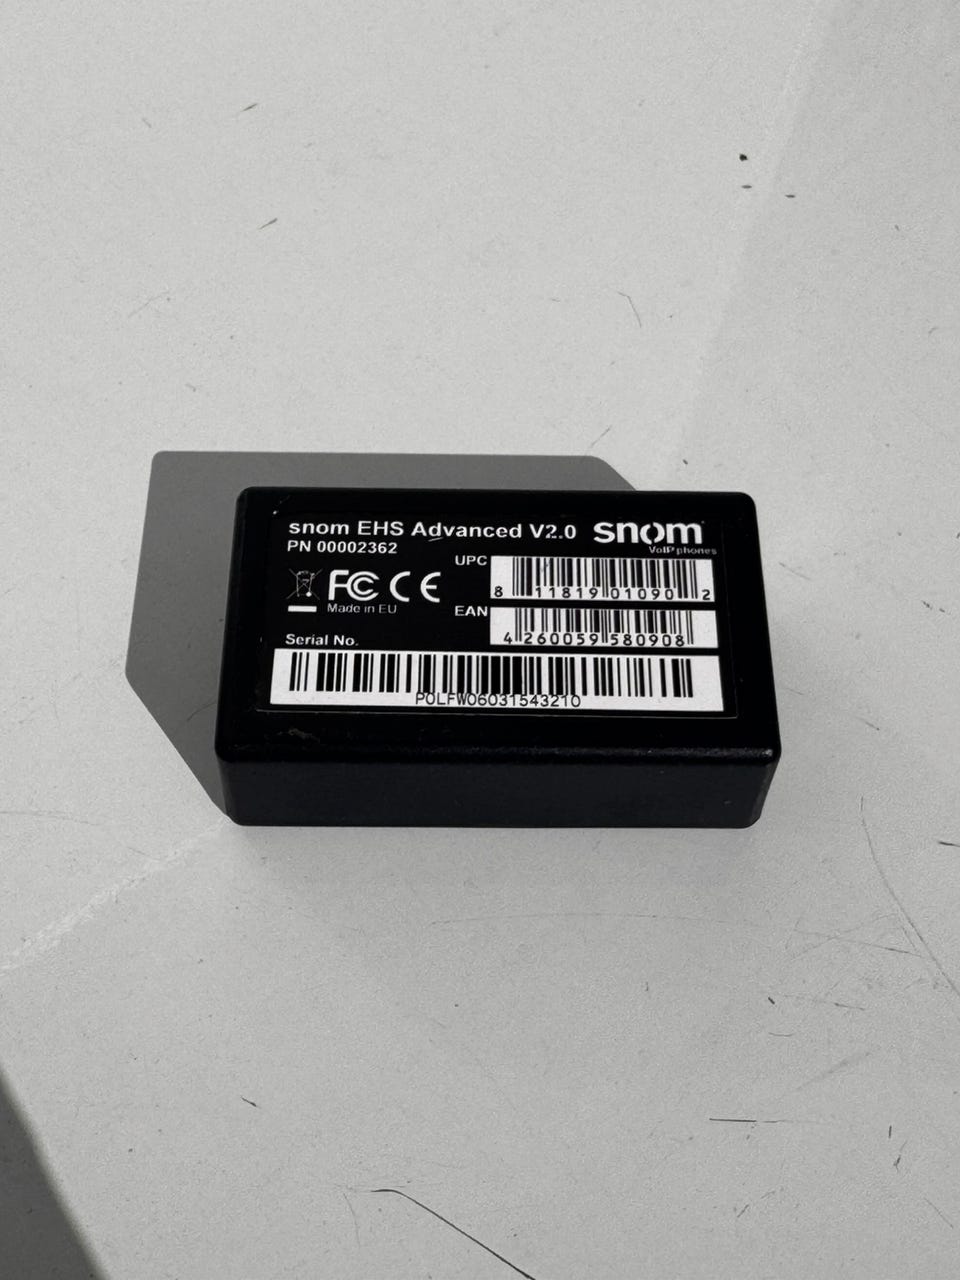 snom EHS Advanced V2.0
snom
VoIP phones
PN 00002362
UPC
8 11819 01090 2
FC CE
Made in EU
EAN
4 260059 580908
Serial No.
P0LFW06031543210